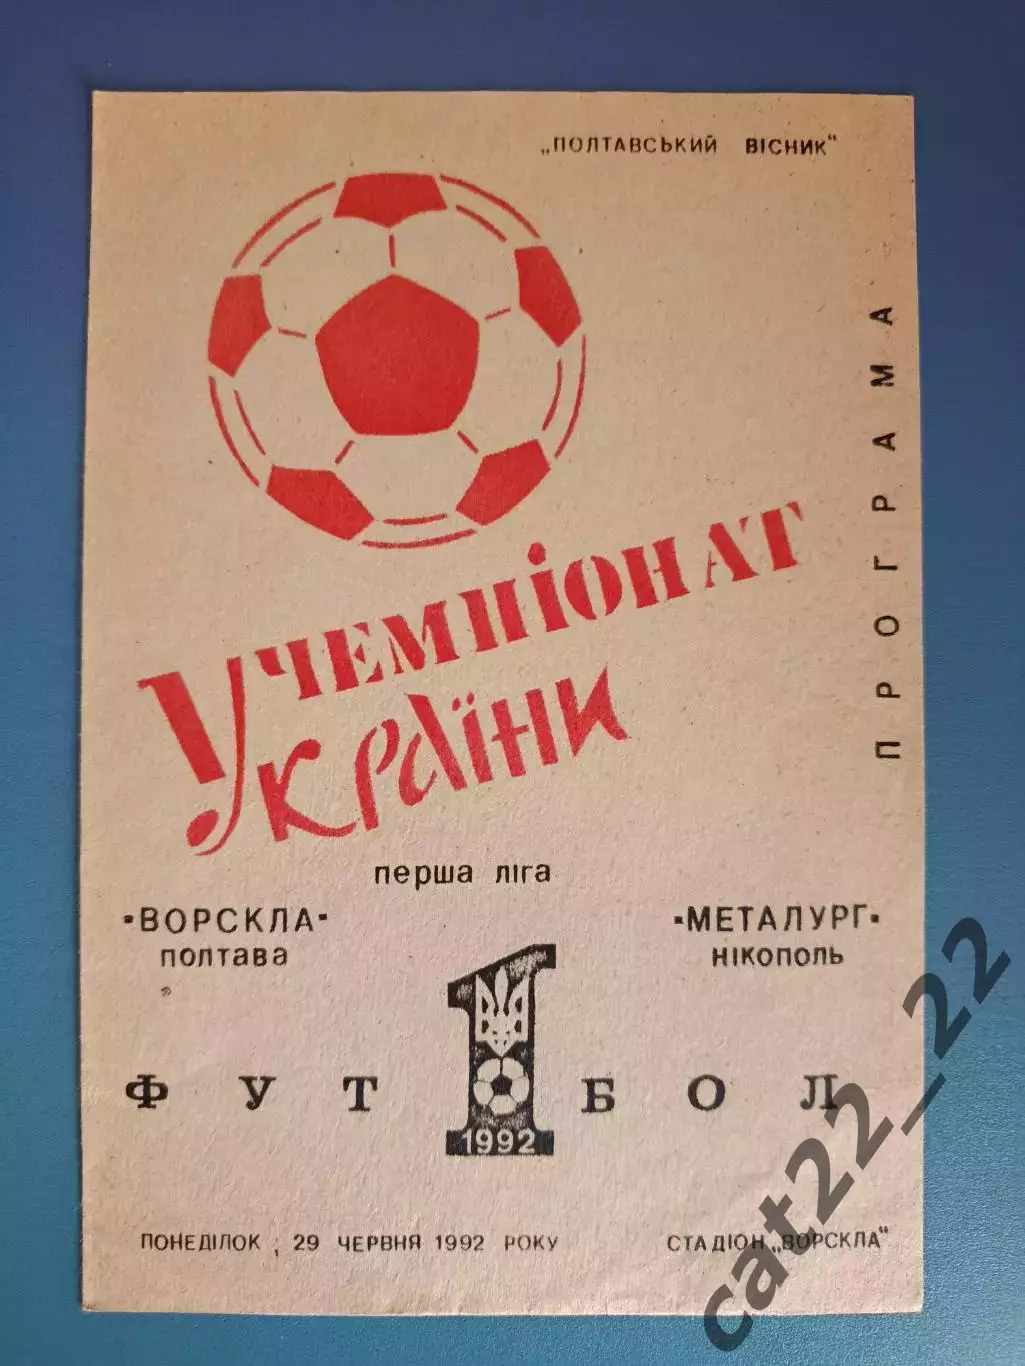 „ПОЛТАВСЬКИЙ ВІСНИК"
ПРОГРАМА
ЧЕМПІОНАТ
УКРАЇНИ
перша ліга
"ВОРСКЛА" "МЕТАЛУРГ"
ПОЛТАВА НІКОПОЛЬ
ФУТ 1 БОЛ
1992
ПОНЕДІЛОК , 29 ЧЕРВНЯ 1992 РОКУ СТАДІОН „ВОРСКЛА"
cat22_22